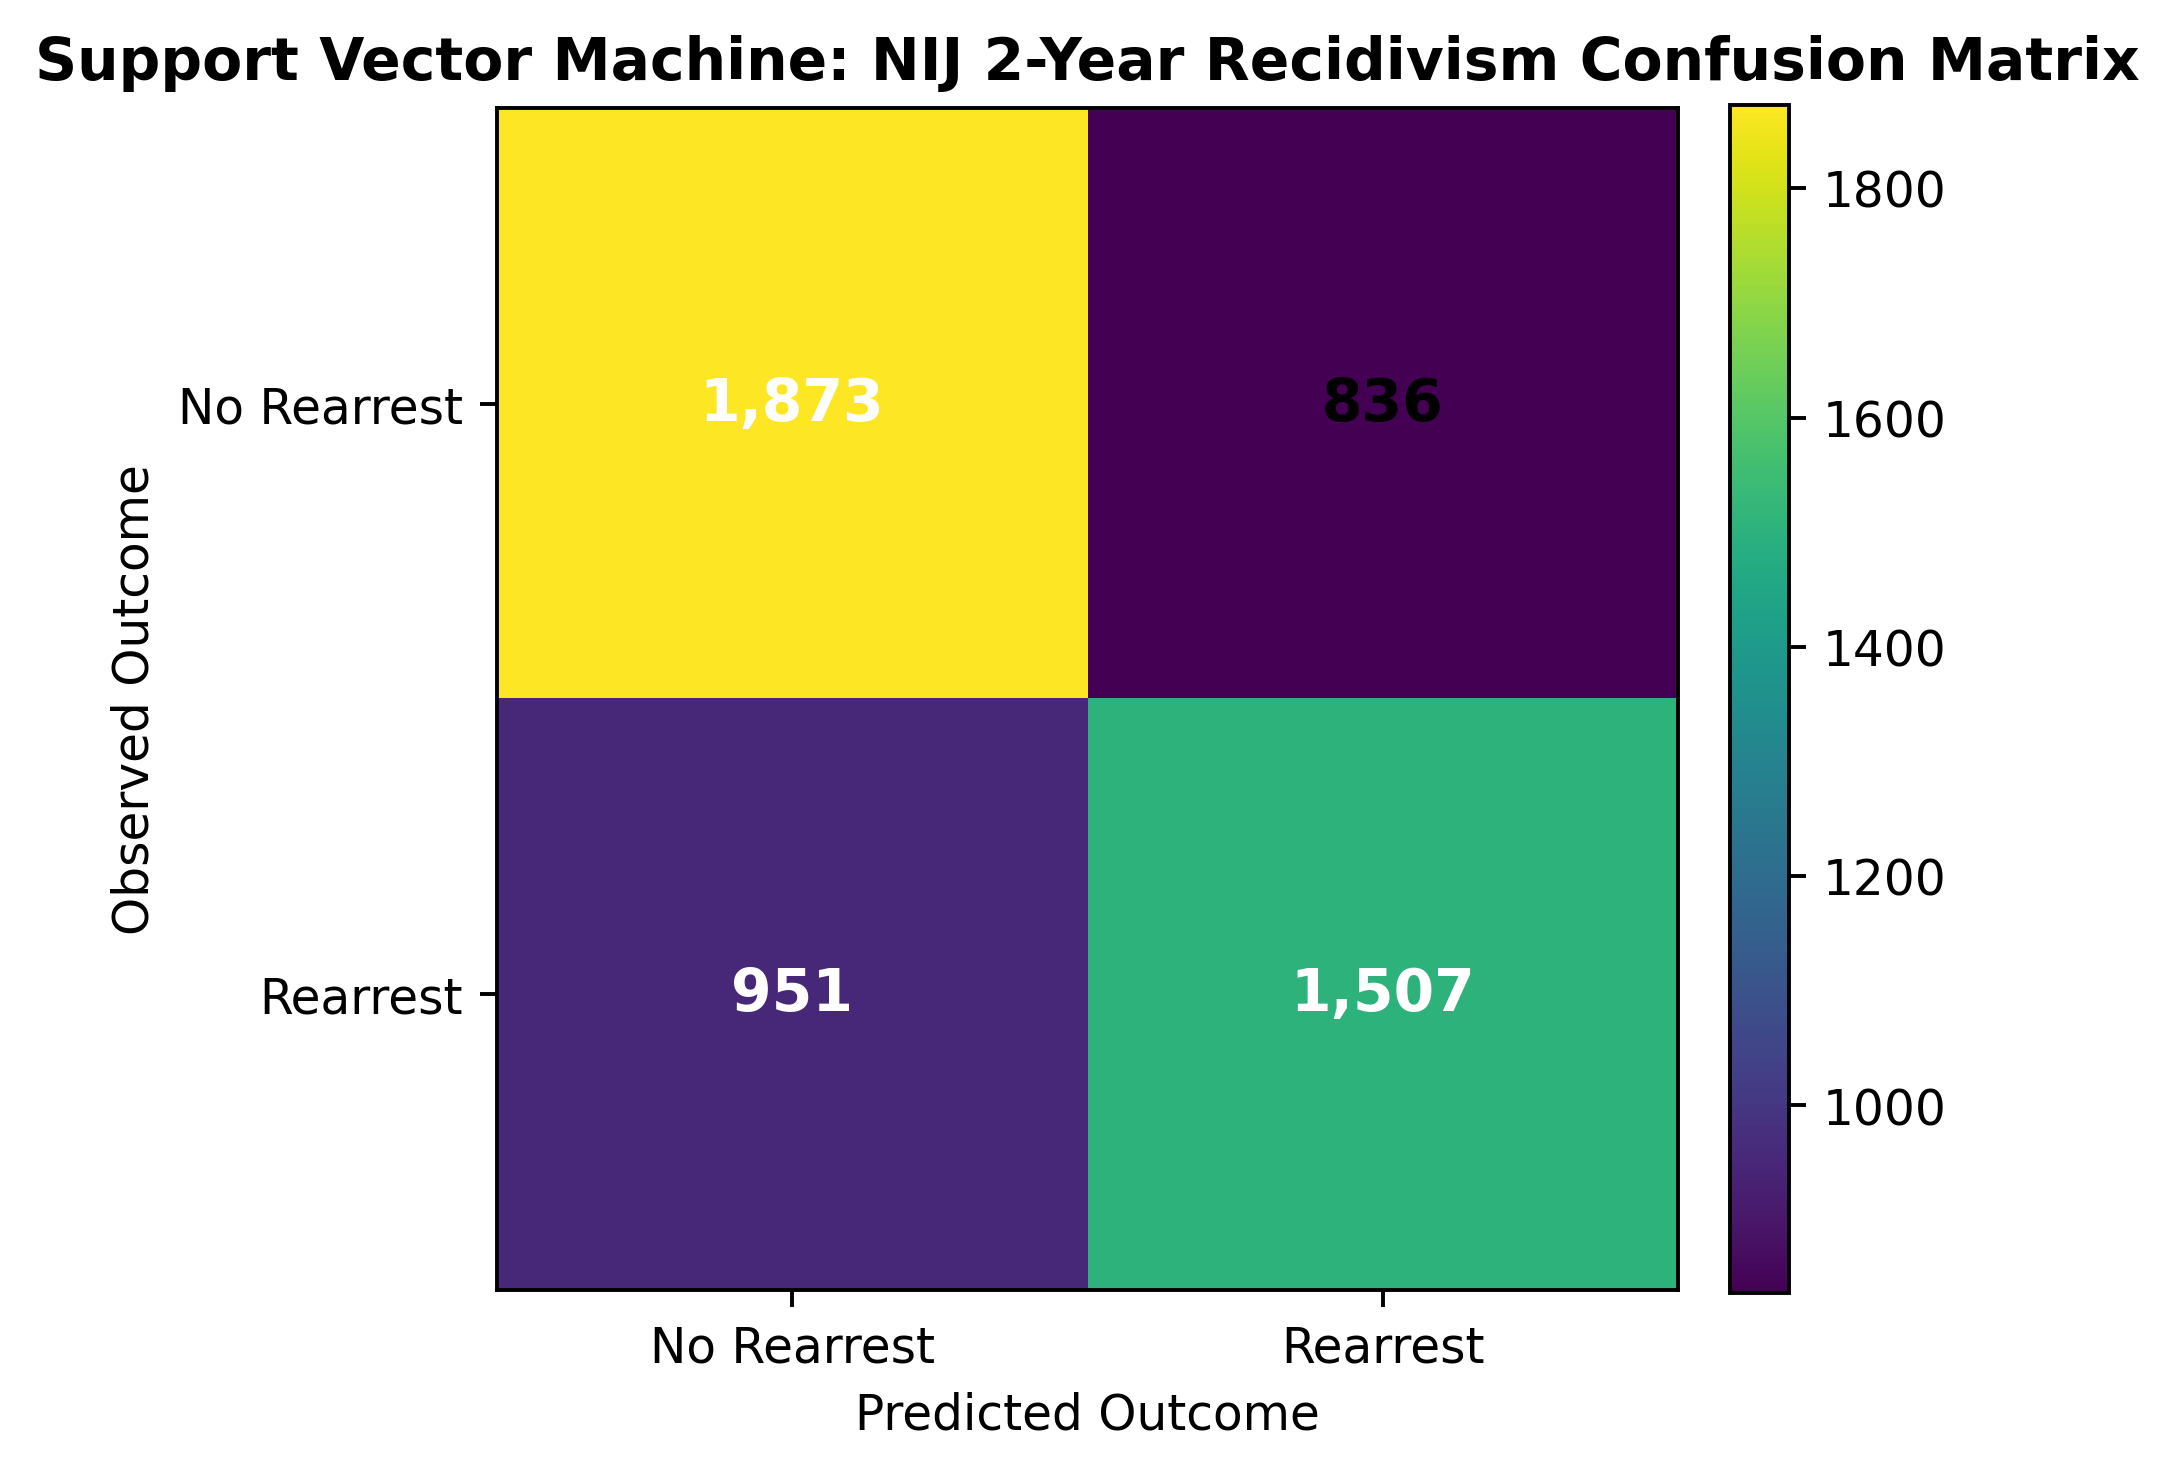 Support Vector Machine: NIJ 2-Year Recidivism Confusion Matrix
1800
1,873
836
No Rearrest
1600
Observed Outcome
1400
1200
951
1,507
Rearrest
1000
No Rearrest
Rearrest
Predicted Outcome